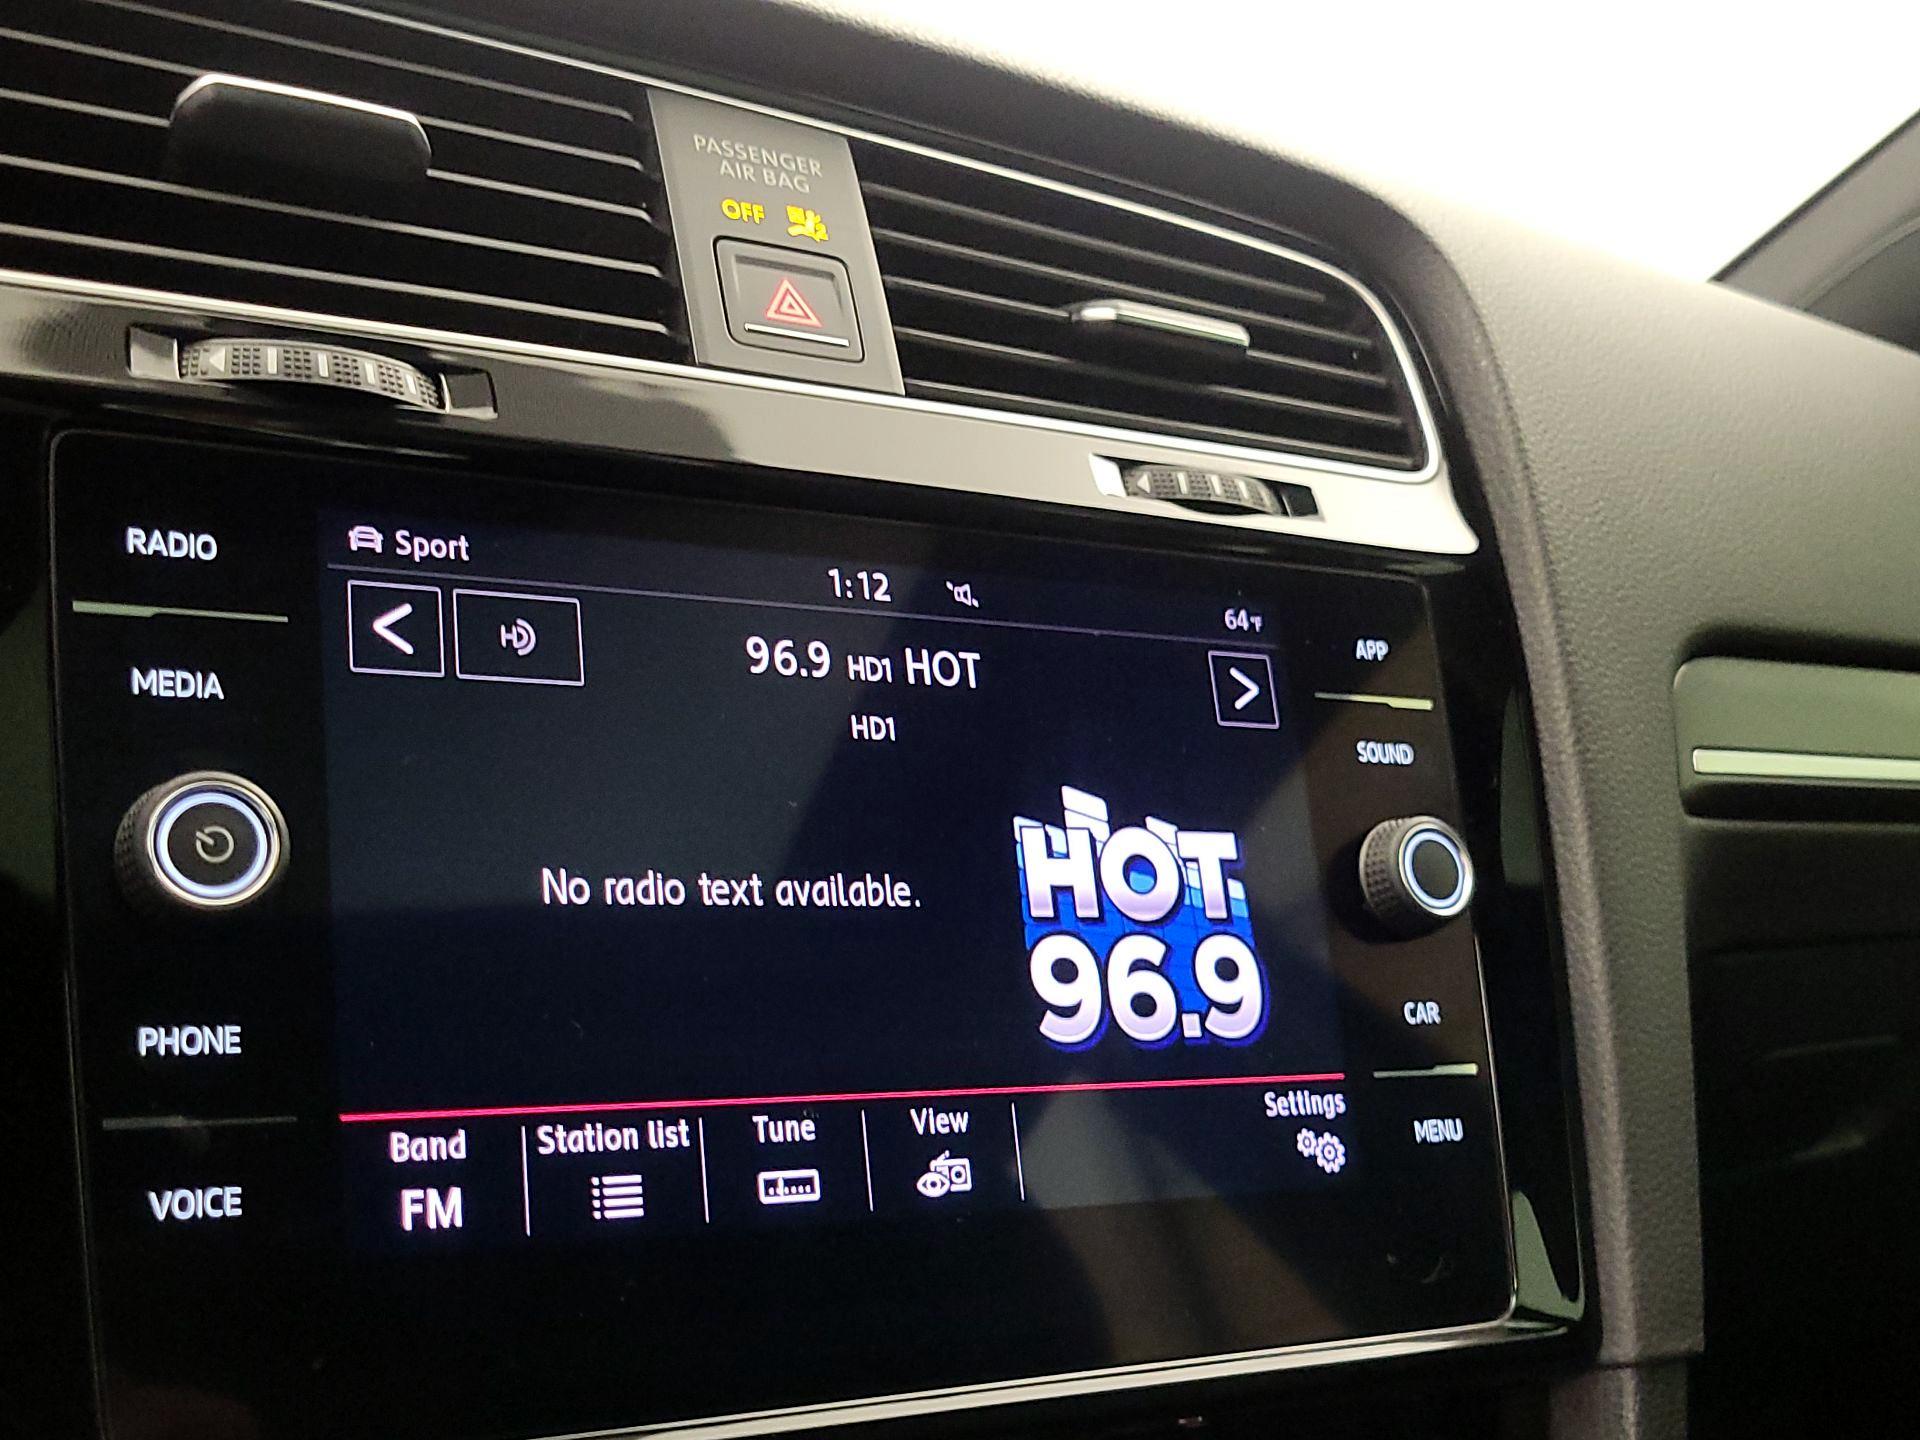 PASSENGER
AIR BAG
OFF
RADIO
MEDIA
PHONE
VOICE
Sport
1:12
64°F
HD
96.9 HD1 HOT
HD1
No radio text available.
HOT
96.9
Band
FM
Station list
Tune
View
Settings
APP
SOUND
CAR
MENU